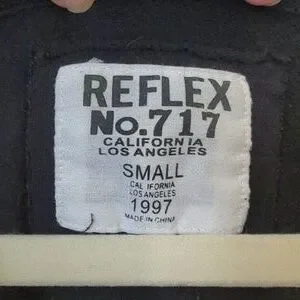 REFLEX
No.717
CALIFORNIA
LOS ANGELES
SMALL
CALIFORNIA
LOS ANGELES
1997
MADE IN CHINA